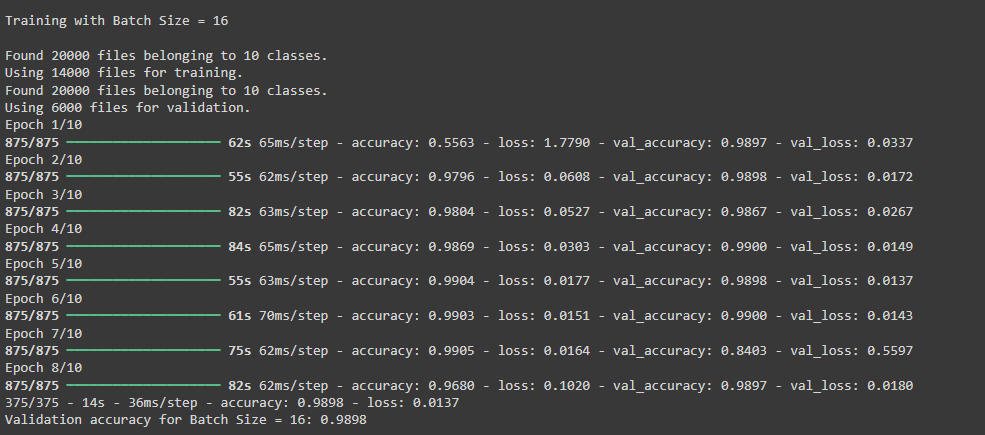 Training with Batch Size = 16
Found 20000 files belonging to 10 classes.
Using 14000 files for training.
Found 20000 files belonging to 10 classes.
Using 6000 files for validation.
Epoch 1/10
875/875 ━━━━━━━━━━━━━━━━━━━━ 62s 65ms/step - accuracy: 0.5563 - loss: 1.7790 - val_accuracy: 0.9897 - val_loss: 0.0337
Epoch 2/10
875/875 ━━━━━━━━━━━━━━━━━━━━ 55s 62ms/step - accuracy: 0.9796 - loss: 0.0608 - val_accuracy: 0.9898 - val_loss: 0.0172
Epoch 3/10
875/875 ━━━━━━━━━━━━━━━━━━━━ 82s 63ms/step - accuracy: 0.9804 - loss: 0.0527 - val_accuracy: 0.9867 - val_loss: 0.0267
Epoch 4/10
875/875 ━━━━━━━━━━━━━━━━━━━━ 84s 65ms/step - accuracy: 0.9869 - loss: 0.0303 - val_accuracy: 0.9900 - val_loss: 0.0149
Epoch 5/10
875/875 ━━━━━━━━━━━━━━━━━━━━ 55s 63ms/step - accuracy: 0.9904 - loss: 0.0177 - val_accuracy: 0.9898 - val_loss: 0.0137
Epoch 6/10
875/875 ━━━━━━━━━━━━━━━━━━━━ 61s 70ms/step - accuracy: 0.9903 - loss: 0.0151 - val_accuracy: 0.9900 - val_loss: 0.0143
Epoch 7/10
875/875 ━━━━━━━━━━━━━━━━━━━━ 75s 62ms/step - accuracy: 0.9905 - loss: 0.0164 - val_accuracy: 0.8403 - val_loss: 0.5597
Epoch 8/10
875/875 ━━━━━━━━━━━━━━━━━━━━ 82s 62ms/step - accuracy: 0.9680 - loss: 0.1020 - val_accuracy: 0.9897 - val_loss: 0.0180
375/375 - 14s - 36ms/step - accuracy: 0.9898 - loss: 0.0137
Validation accuracy for Batch Size = 16: 0.9898